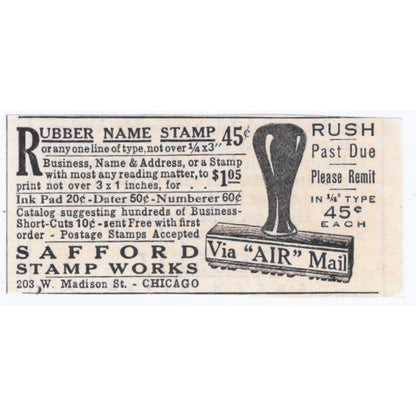 RUBBER NAME STAMP 45¢
or any one line of type, not over ¼ x3"
Business, Name & Address, or a Stamp
with most any reading matter, to $1.05
print not over 3 x 1 inches, for . . .
Ink Pad 20¢-Dater 50¢-Numberer 60¢
Catalog suggesting hundreds of Business-
Short-Cuts 10¢-sent Free with first
order - Postage Stamps Accepted
SAFFORD
STAMP WORKS
203 W. Madison St. - CHICAGO
Via "AIR" Mail
RUSH
Past Due
Please Remit
IN ¼" TYPE
45¢
EACH